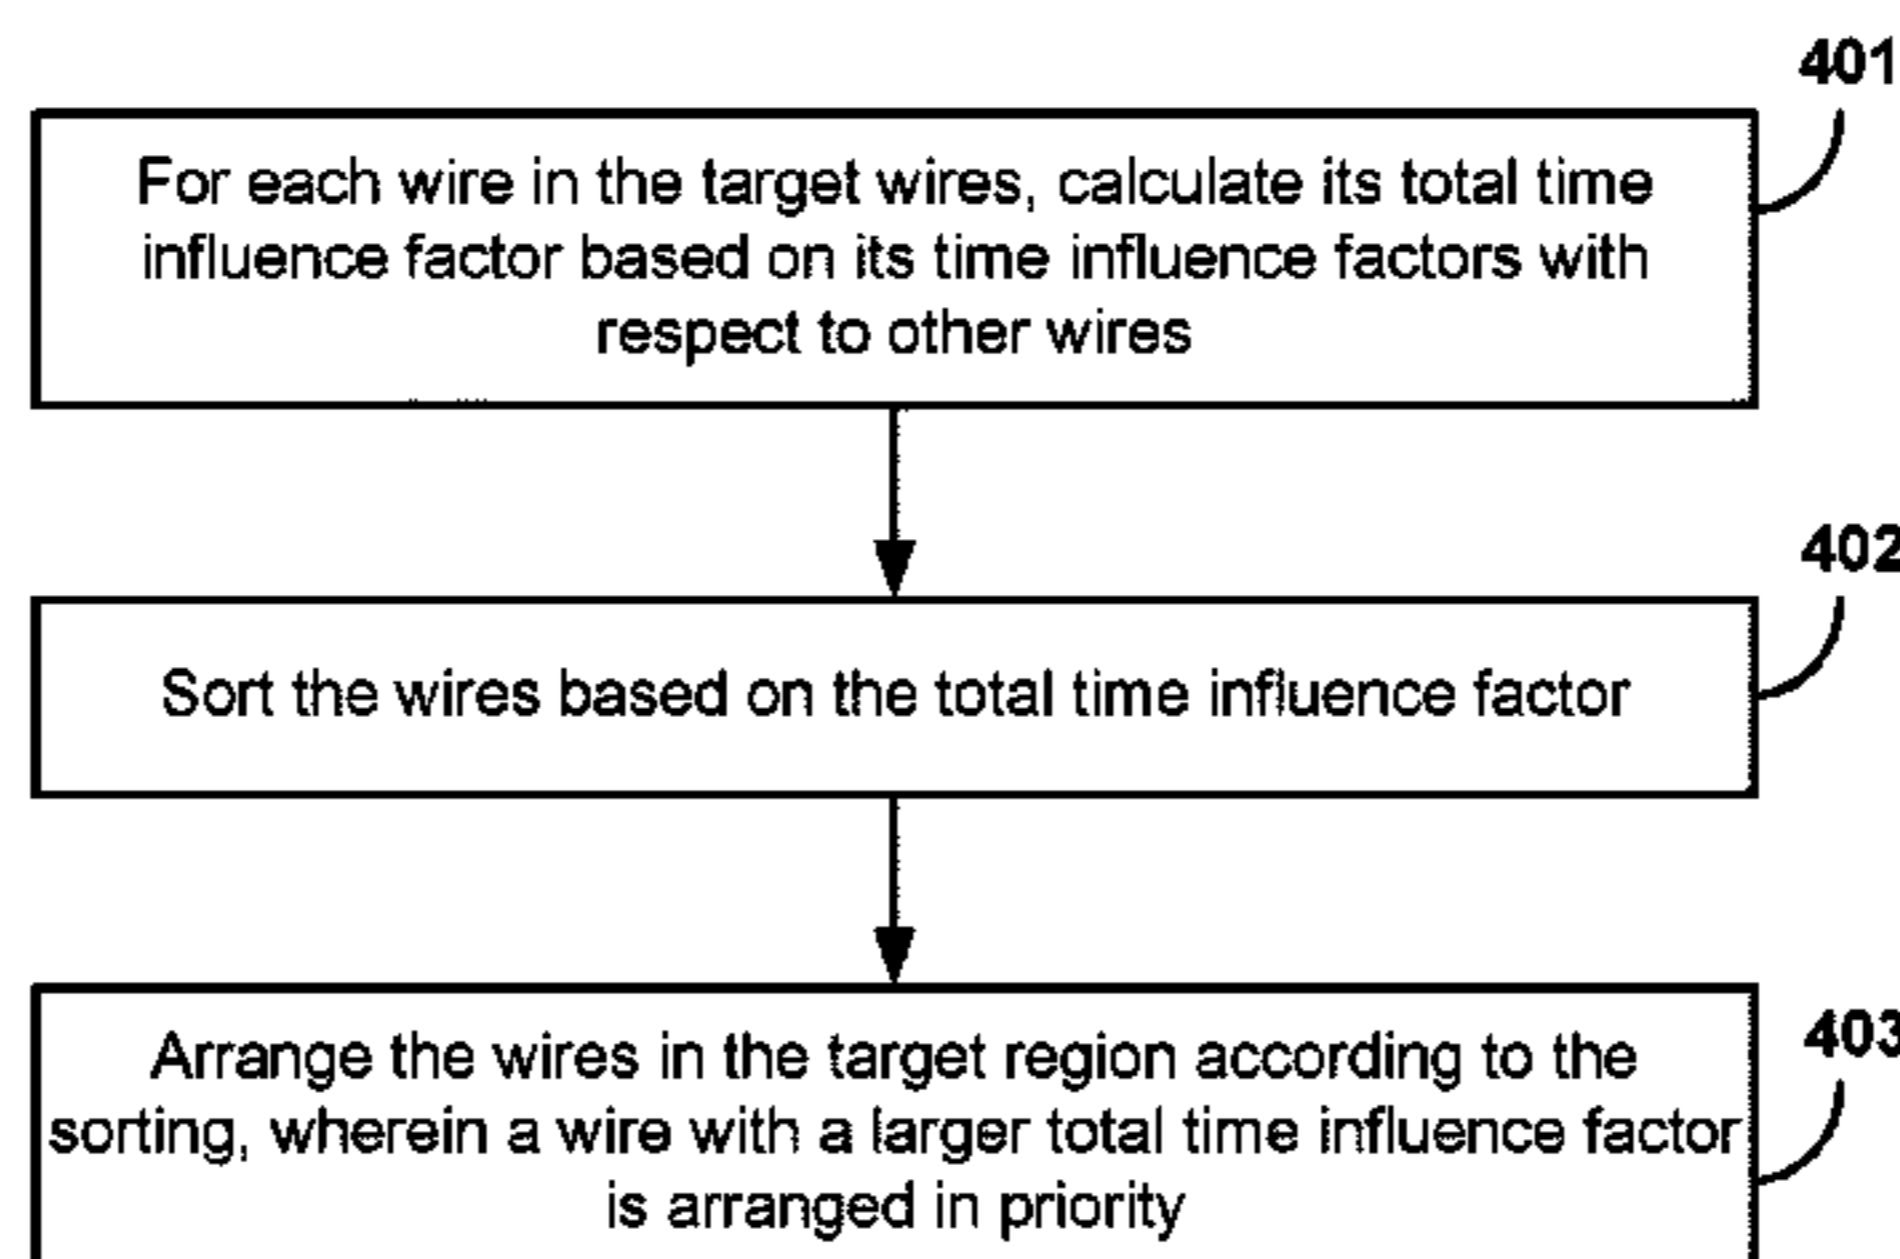 401
For each wire in the target wires, calculate its total time
influence factor based on its time influence factors with
respect to other wires
402
Sort the wires based on the total time influence factor
403
Arrange the wires in the target region according to the
sorting, wherein a wire with a larger total time influence factor
is arranged in priority